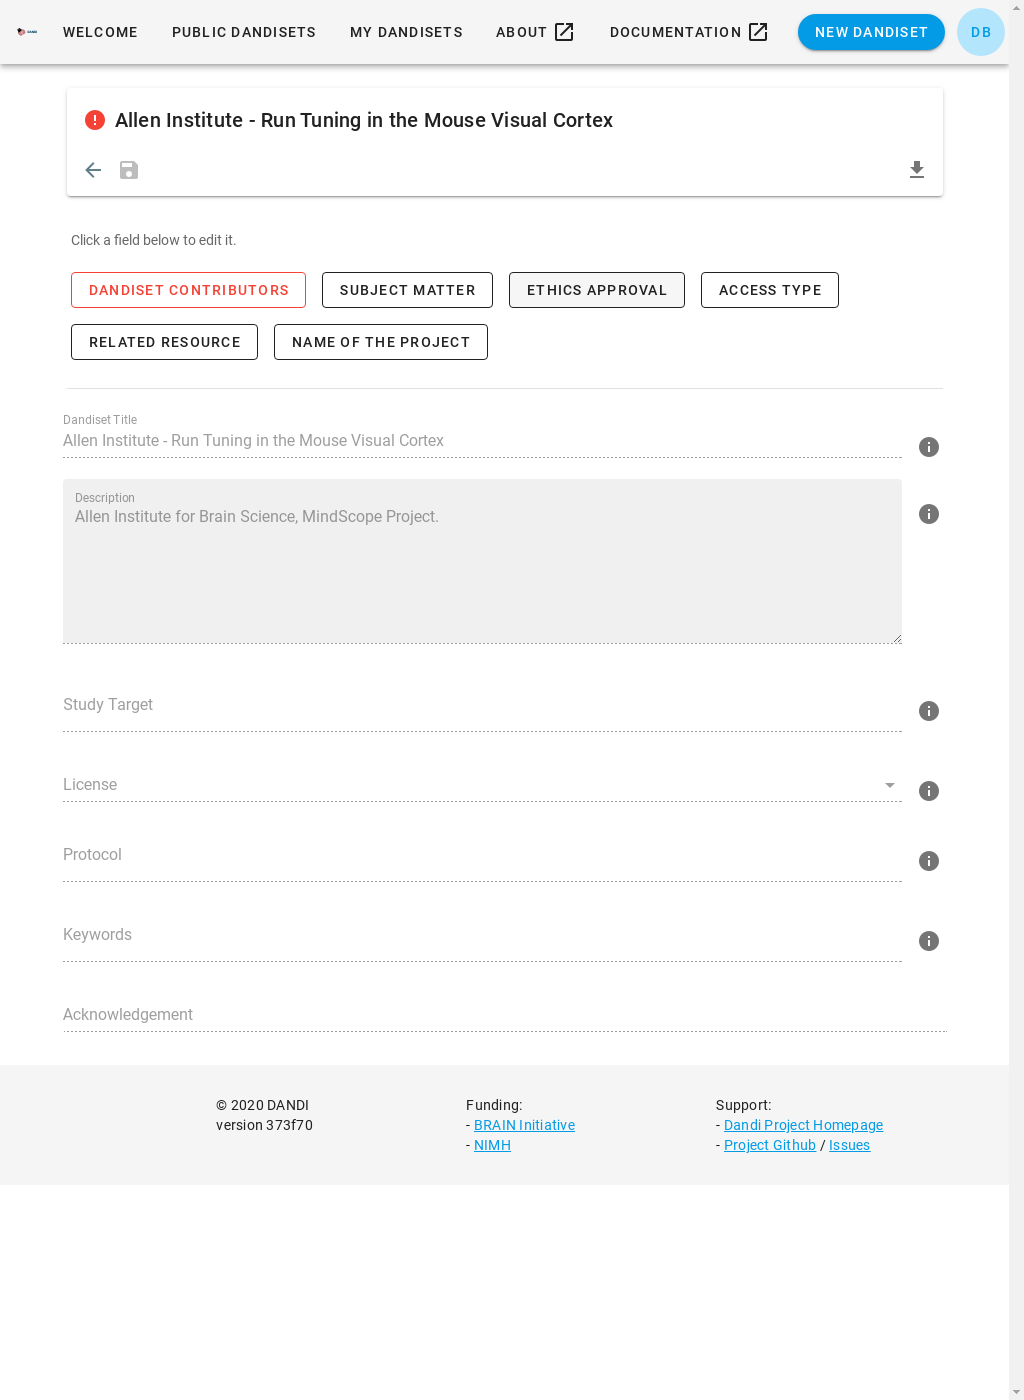 WELCOME PUBLIC DANDISETS MY DANDISETS ABOUT DOCUMENTATION NEW DANDISET DB
Allen Institute - Run Tuning in the Mouse Visual Cortex
Click a field below to edit it.
DANDISET CONTRIBUTORS SUBJECT MATTER ETHICS APPROVAL ACCESS TYPE
RELATED RESOURCE NAME OF THE PROJECT
Dandiset Title
Allen Institute - Run Tuning in the Mouse Visual Cortex
Description
Allen Institute for Brain Science, MindScope Project.
Study Target
License
Protocol
Keywords
Acknowledgement
© 2020 DANDI
version 373f70
Funding:
- BRAIN Initiative
- NIMH
Support:
- Dandi Project Homepage
- Project Github / Issues